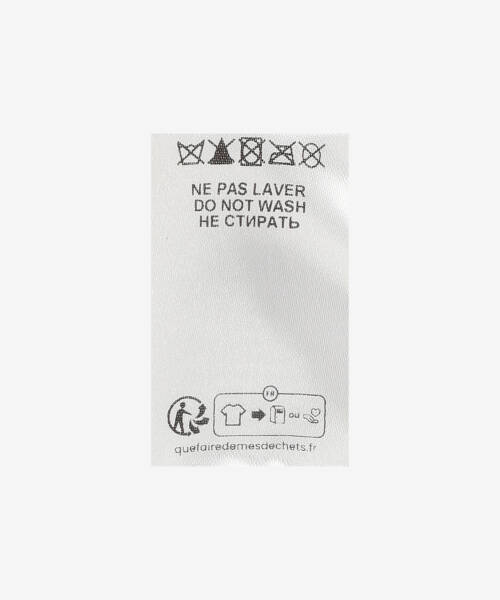 NE PAS LAVER
DO NOT WASH
НЕ СТИРАТЬ
FR
ou
quefairedemesdechets.fr